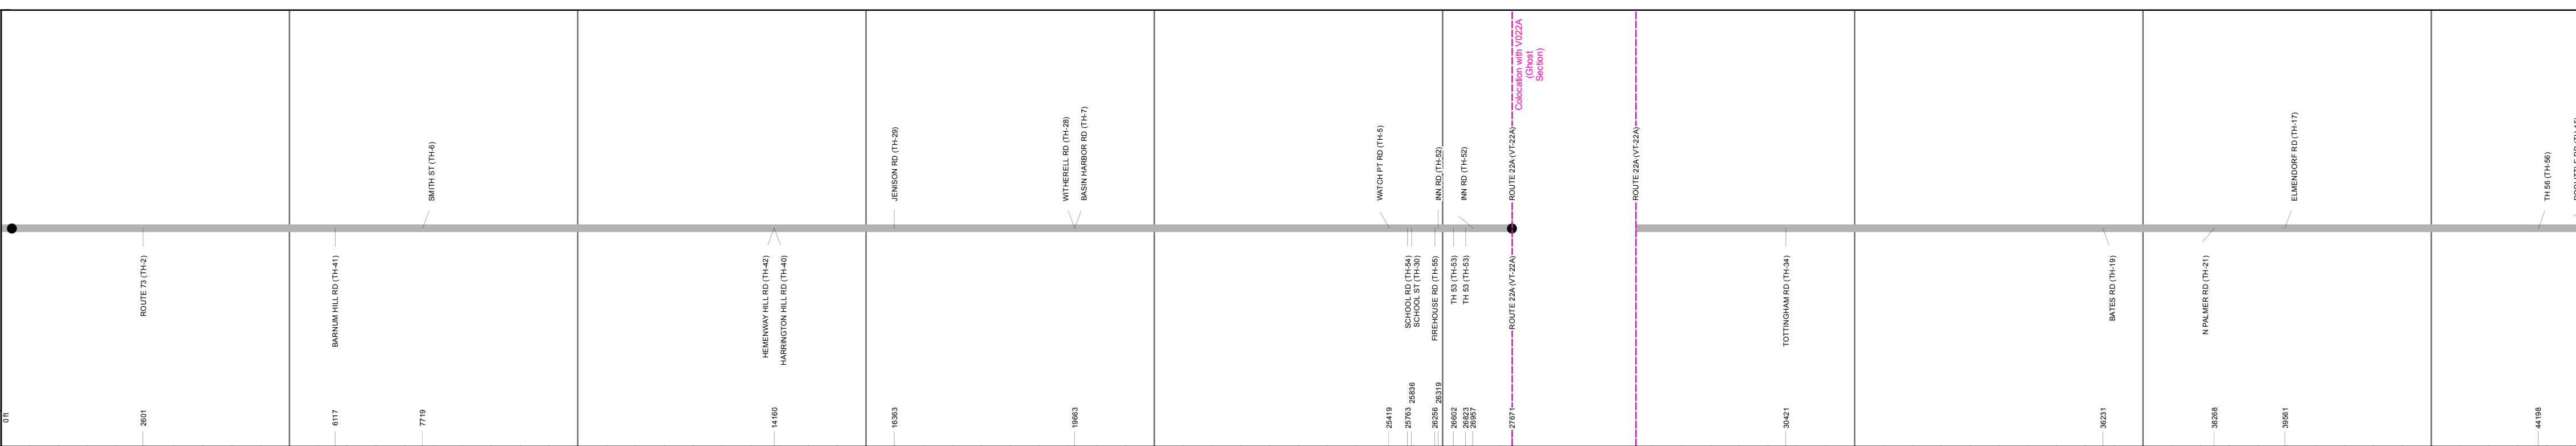 Colocation with V022A
(Ghost
Section)
SMITH ST (TH-6)
JENISON RD (TH-29)
WITHERELL RD (TH-28)
BASIN HARBOR RD (TH-7)
WATCH PT RD (TH-5)
INN RD (TH-52)
INN RD (TH-52)
ROUTE 22A (VT-22A)
ROUTE 22A (VT-22A)
ELMENDORF RD (TH-17)
TH 56 (TH-56)
ROUTE 73 (TH-2)
BARNUM HILL RD (TH-41)
HEMENWAY HILL RD (TH-42)
HARRINGTON HILL RD (TH-40)
SCHOOL RD (TH-54)
SCHOOL ST (TH-30)
FIREHOUSE RD (TH-55)
TH 53 (TH-53)
TH 53 (TH-53)
ROUTE 22A (VT-22A)
TOTTINGHAM RD (TH-34)
BATES RD (TH-19)
N PALMER RD (TH-21)
0 ft
2601
6117
7719
14160
16363
19663
25419
25763
25836
26256
26319
26602
26823
26957
27671
30421
36231
38268
39561
44198